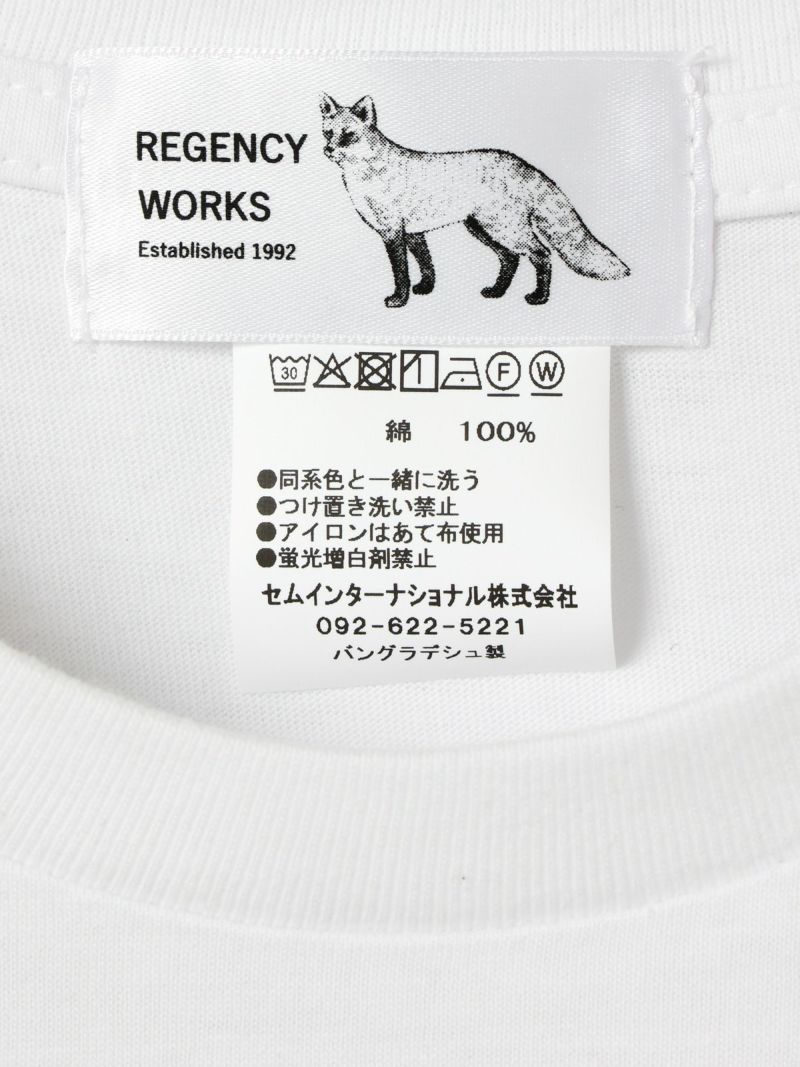 REGENCY
WORKS
Established 1992
30 F W
綿 100%
●同系色と一緒に洗う
●つけ置き洗い禁止
●アイロンはあて布使用
●蛍光増白剤禁止
セムインターナショナル株式会社
092-622-5221
バングラデシュ製